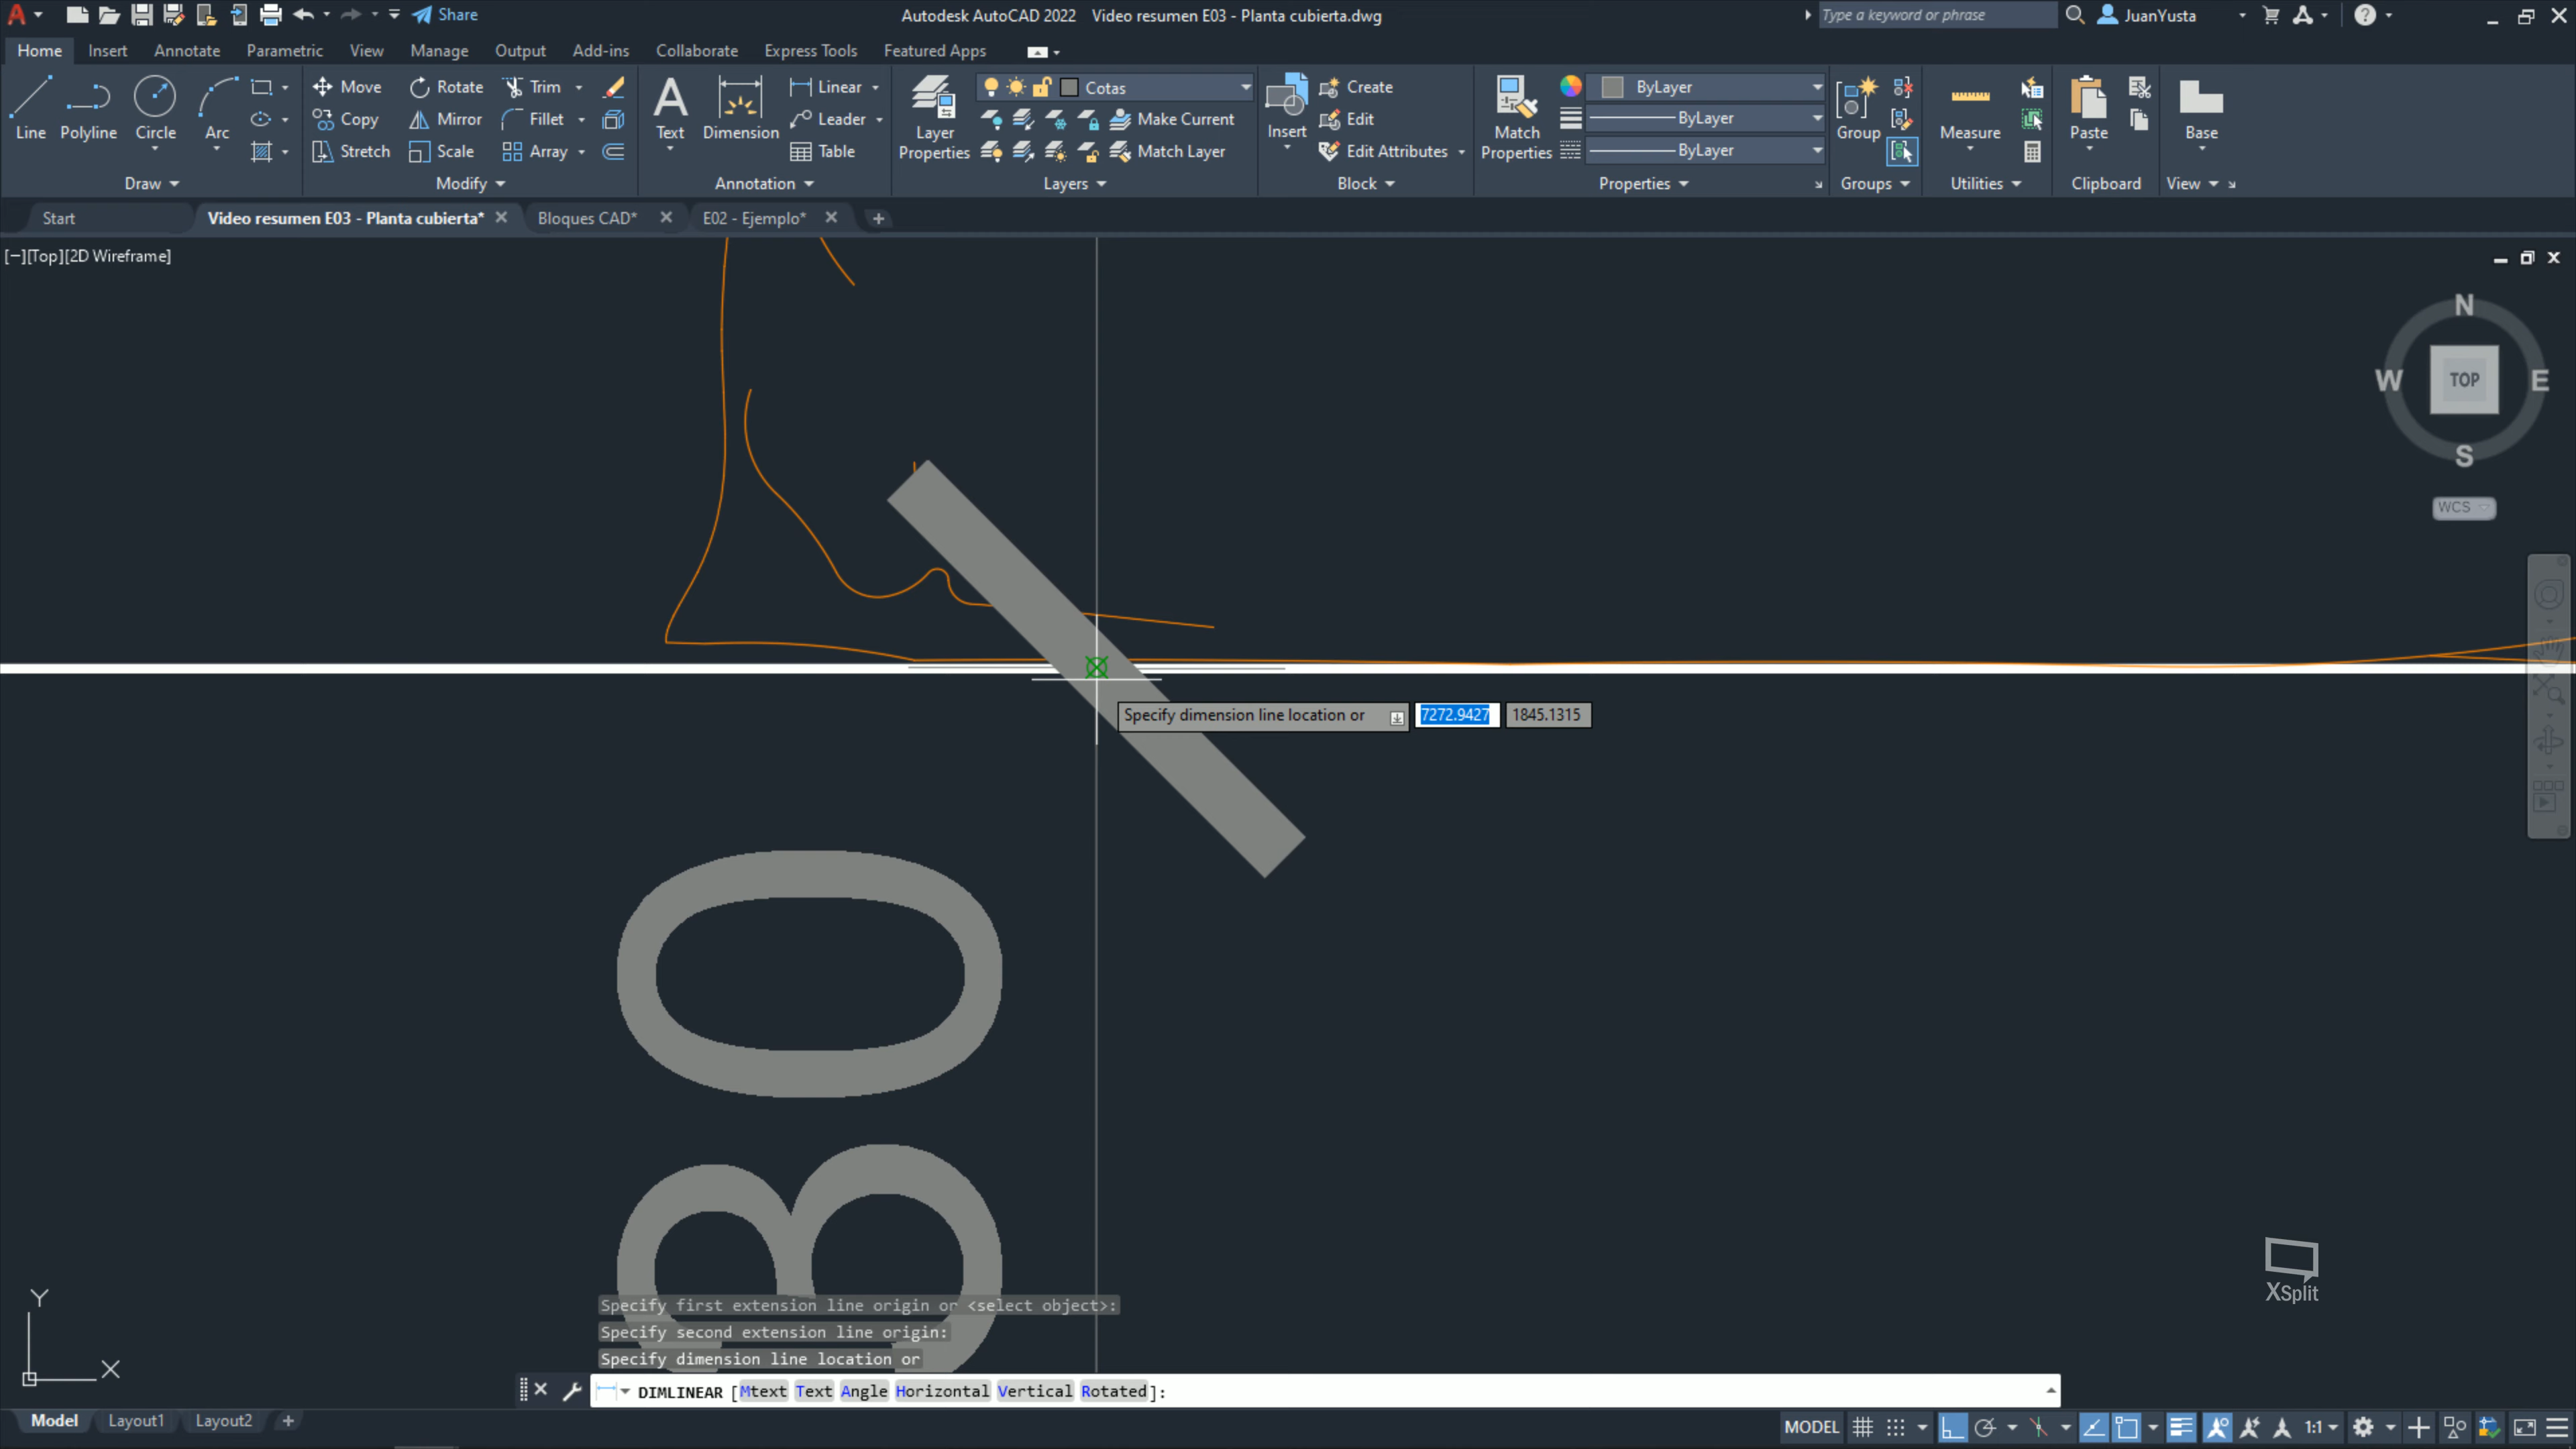 Share
Autodesk AutoCAD 2022 Video resumen E03 - Planta cubierta.dwg
Type a keyword or phrase
JuanYusta
Home Insert Annotate Parametric View Manage Output Add-ins Collaborate Express Tools Featured Apps
Line Polyline Circle Arc
Draw
Move Rotate Trim
Copy Mirror Fillet
Stretch Scale Array
Modify
Text Dimension
Linear
Leader
Table
Annotation
Layer Properties
Cotas
Make Current
Match Layer
Layers
Insert
Create
Edit
Edit Attributes
Block
Match Properties
ByLayer
ByLayer
ByLayer
Properties
Group
Groups
Measure
Utilities
Paste
Clipboard
Base
View
Start Video resumen E03 - Planta cubierta* Bloques CAD* E02 - Ejemplo*
[−][Top][2D Wireframe]
N
W TOP E
S
WCS
Specify dimension line location or 7272.9427 1845.1315
0
3
XSplit
Specify first extension line origin or <select object>:
Specify second extension line origin:
Specify dimension line location or
DIMLINEAR [Mtext Text Angle Horizontal Vertical Rotated]:
Y
X
Model Layout1 Layout2
MODEL 1:1